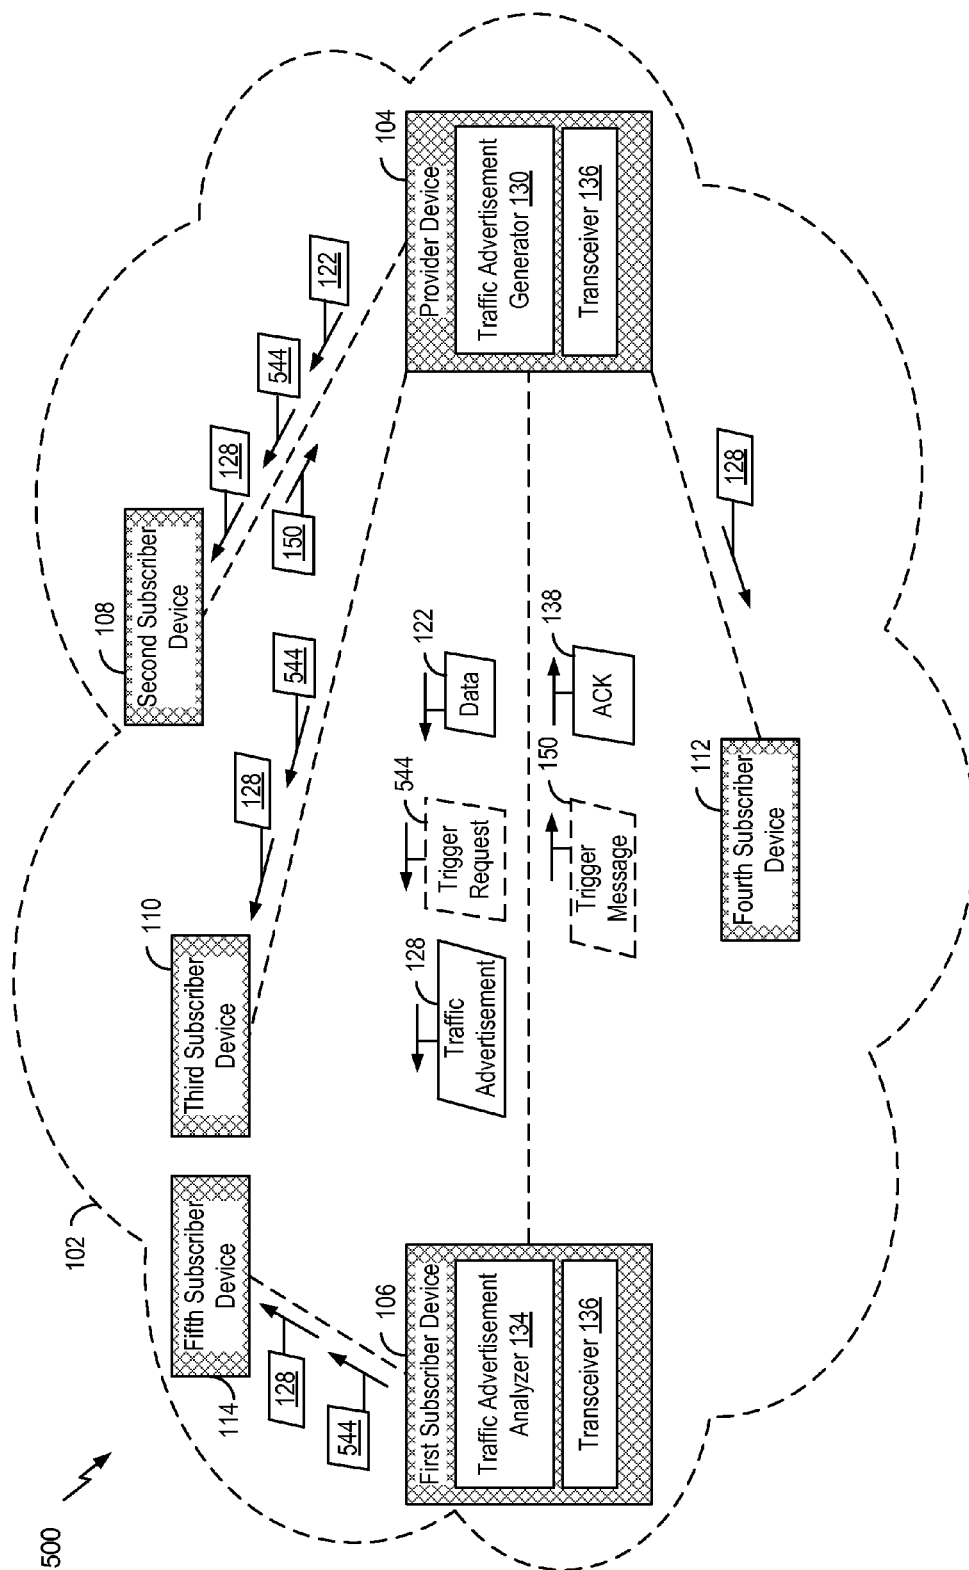 500
102
114
Fifth Subscriber
Device
128
544
110
Third Subscriber
Device
128
544
108
Second Subscriber
Device
128
544
122
150
106
First Subscriber Device
Traffic Advertisement
Analyzer 134
Transceiver 136
128
Traffic
Advertisement
544
Trigger
Request
122
Data
150
Trigger
Message
138
ACK
104
Provider Device
Traffic Advertisement
Generator 130
Transceiver 136
112
Fourth Subscriber
Device
128